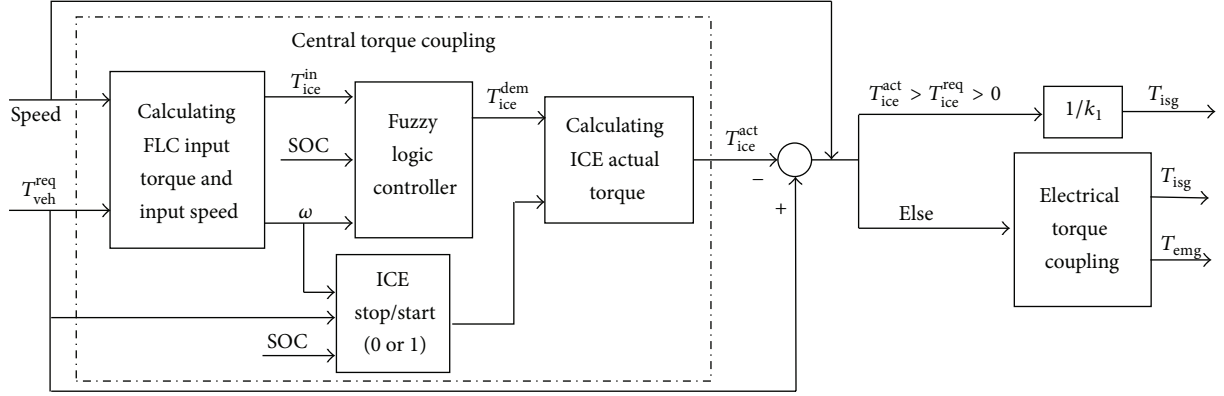 Central torque coupling
Speed
T_veh^req
Calculating
FLC input
torque and
input speed
T_ice^in
SOC
ω
Fuzzy
logic
controller
ICE
stop/start
(0 or 1)
SOC
T_ice^dem
Calculating
ICE actual
torque
T_ice^act
−
+
T_ice^act > T_ice^req > 0
1/k_1
T_isg
Else
Electrical
torque
coupling
T_isg
T_emg